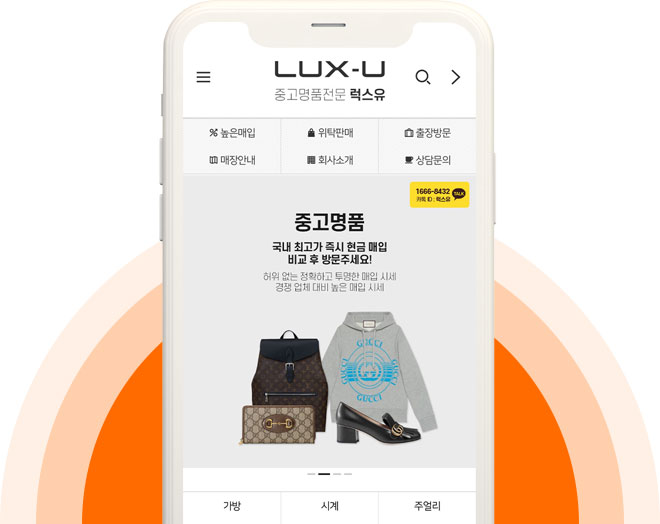 LUX-U
중고명품전문 럭스유
높은매입 위탁판매 출장방문
매장안내 회사소개 상담문의
1666-8432
카톡 ID : 럭스유
TALK
중고명품
국내 최고가 즉시 현금 매입
비교 후 방문주세요!
허위 없는 정확하고 투명한 매입 시세
경쟁 업체 대비 높은 매입 시세
GUCCI
GUCCI
GUCCI
GUCCI
가방 시계 주얼리